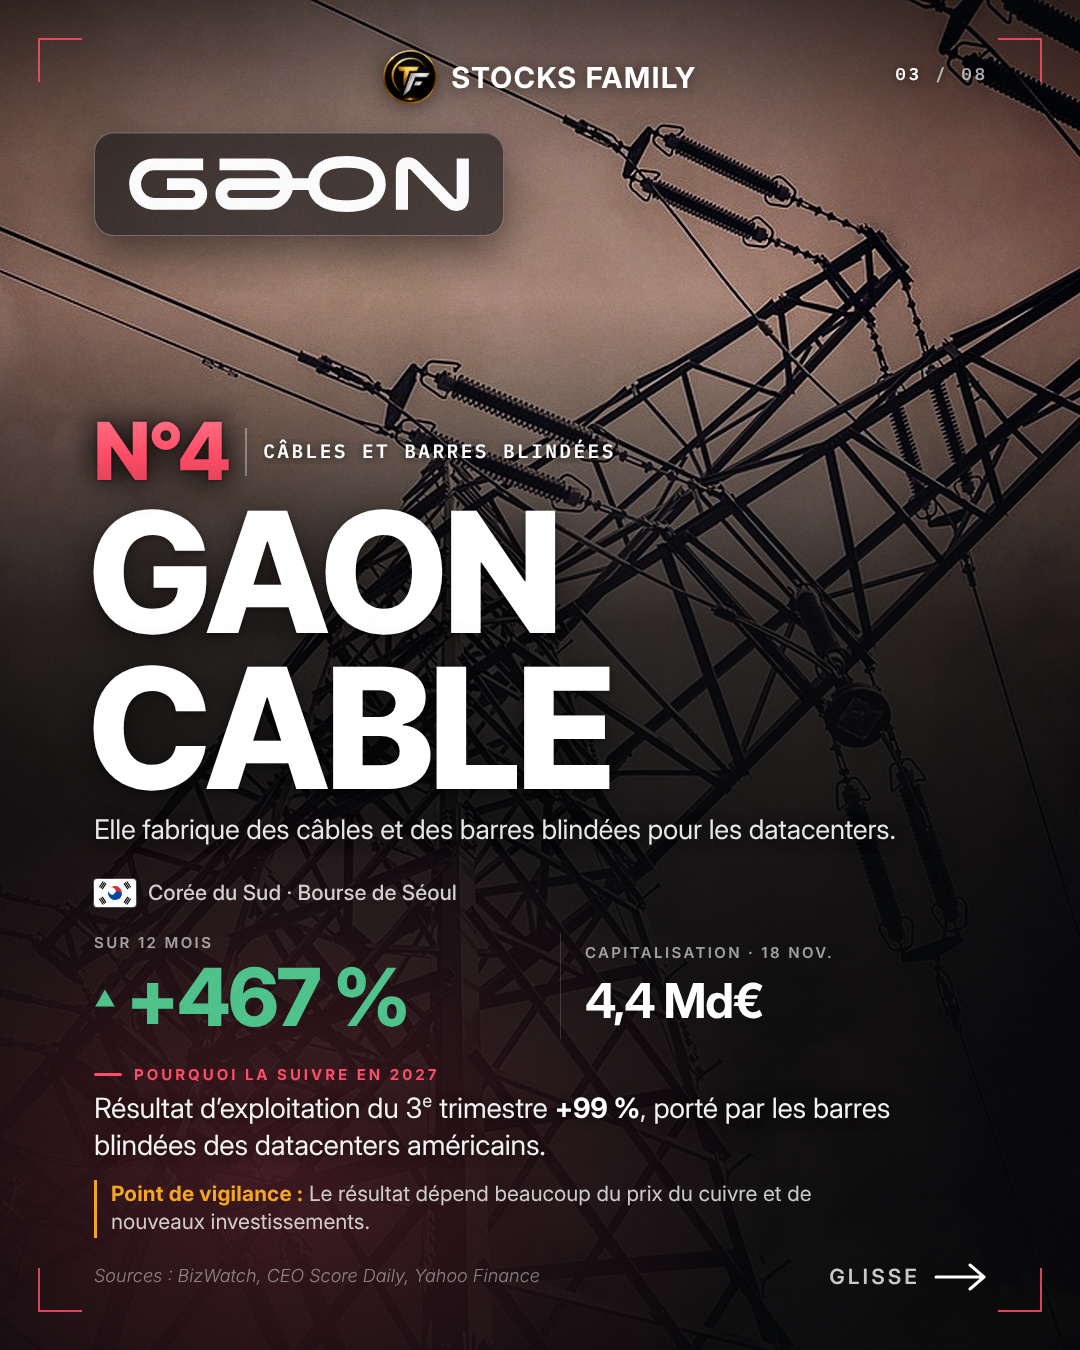 STOCKS FAMILY
03 / 08
GAON
N°4
CÂBLES ET BARRES BLINDÉES
GAON
CABLE
Elle fabrique des câbles et des barres blindées pour les datacenters.
Corée du Sud · Bourse de Séoul
SUR 12 MOIS
▲ +467 %
CAPITALISATION · 18 NOV.
4,4 Md€
POURQUOI LA SUIVRE EN 2027
Résultat d’exploitation du 3e trimestre +99 %, porté par les barres
blindées des datacenters américains.
Point de vigilance : Le résultat dépend beaucoup du prix du cuivre et de
nouveaux investissements.
Sources : BizWatch, CEO Score Daily, Yahoo Finance
GLISSE